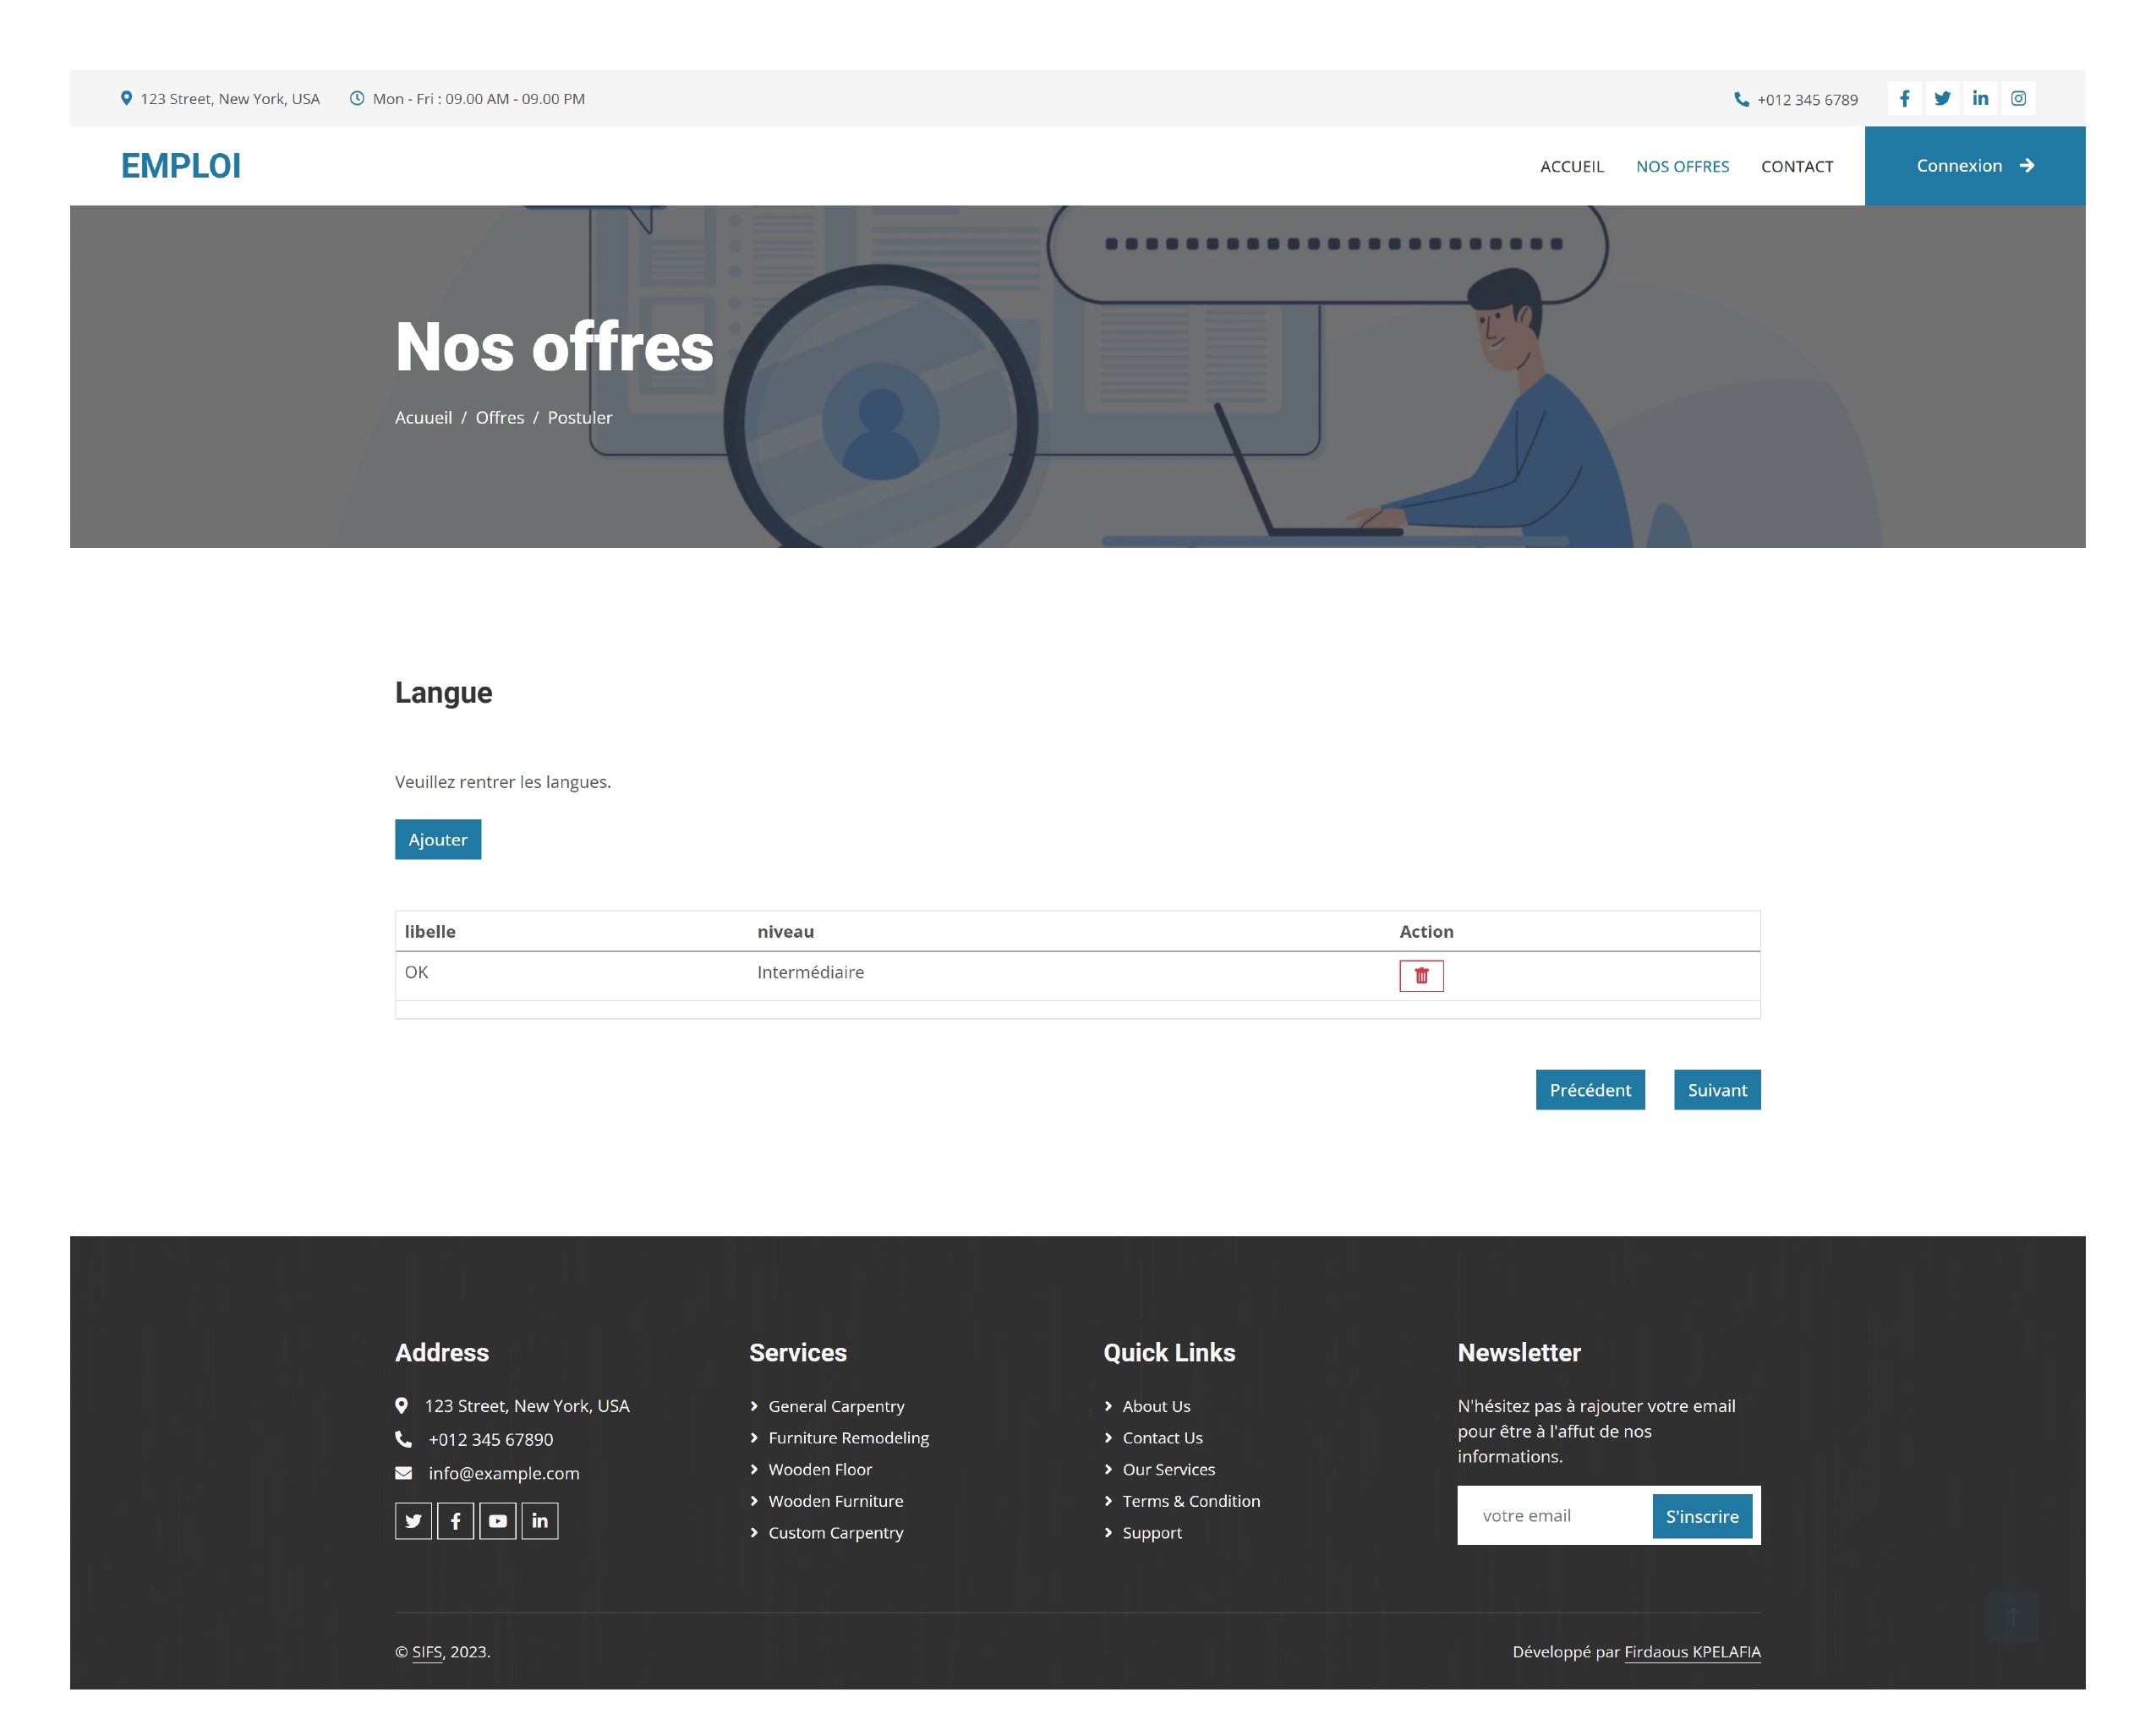 123 Street, New York, USA Mon - Fri : 09.00 AM - 09.00 PM +012 345 6789
EMPLOI ACCUEIL NOS OFFRES CONTACT Connexion
Nos offres
Acuueil / Offres / Postuler
Langue
Veuillez rentrer les langues.
Ajouter
libelle niveau Action
OK Intermédiaire
Précédent Suivant
Address
123 Street, New York, USA
+012 345 67890
info@example.com
Services
General Carpentry
Furniture Remodeling
Wooden Floor
Wooden Furniture
Custom Carpentry
Quick Links
About Us
Contact Us
Our Services
Terms & Condition
Support
Newsletter
N'hésitez pas à rajouter votre email
pour être à l'affut de nos
informations.
votre email S'inscrire
© SIFS, 2023. Développé par Firdaous KPELAFIA